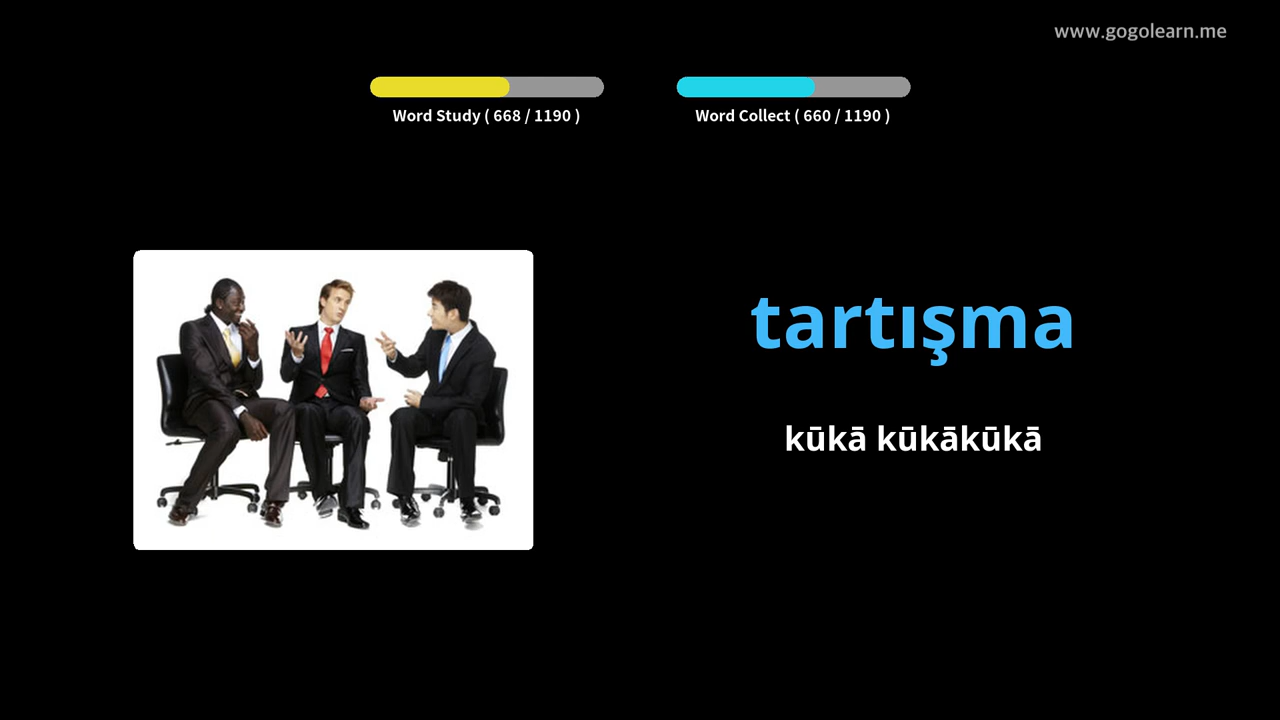 www.gogolearn.me
Word Study ( 668 / 1190 )
Word Collect ( 660 / 1190 )
tartışma
kūkā kūkākūkā